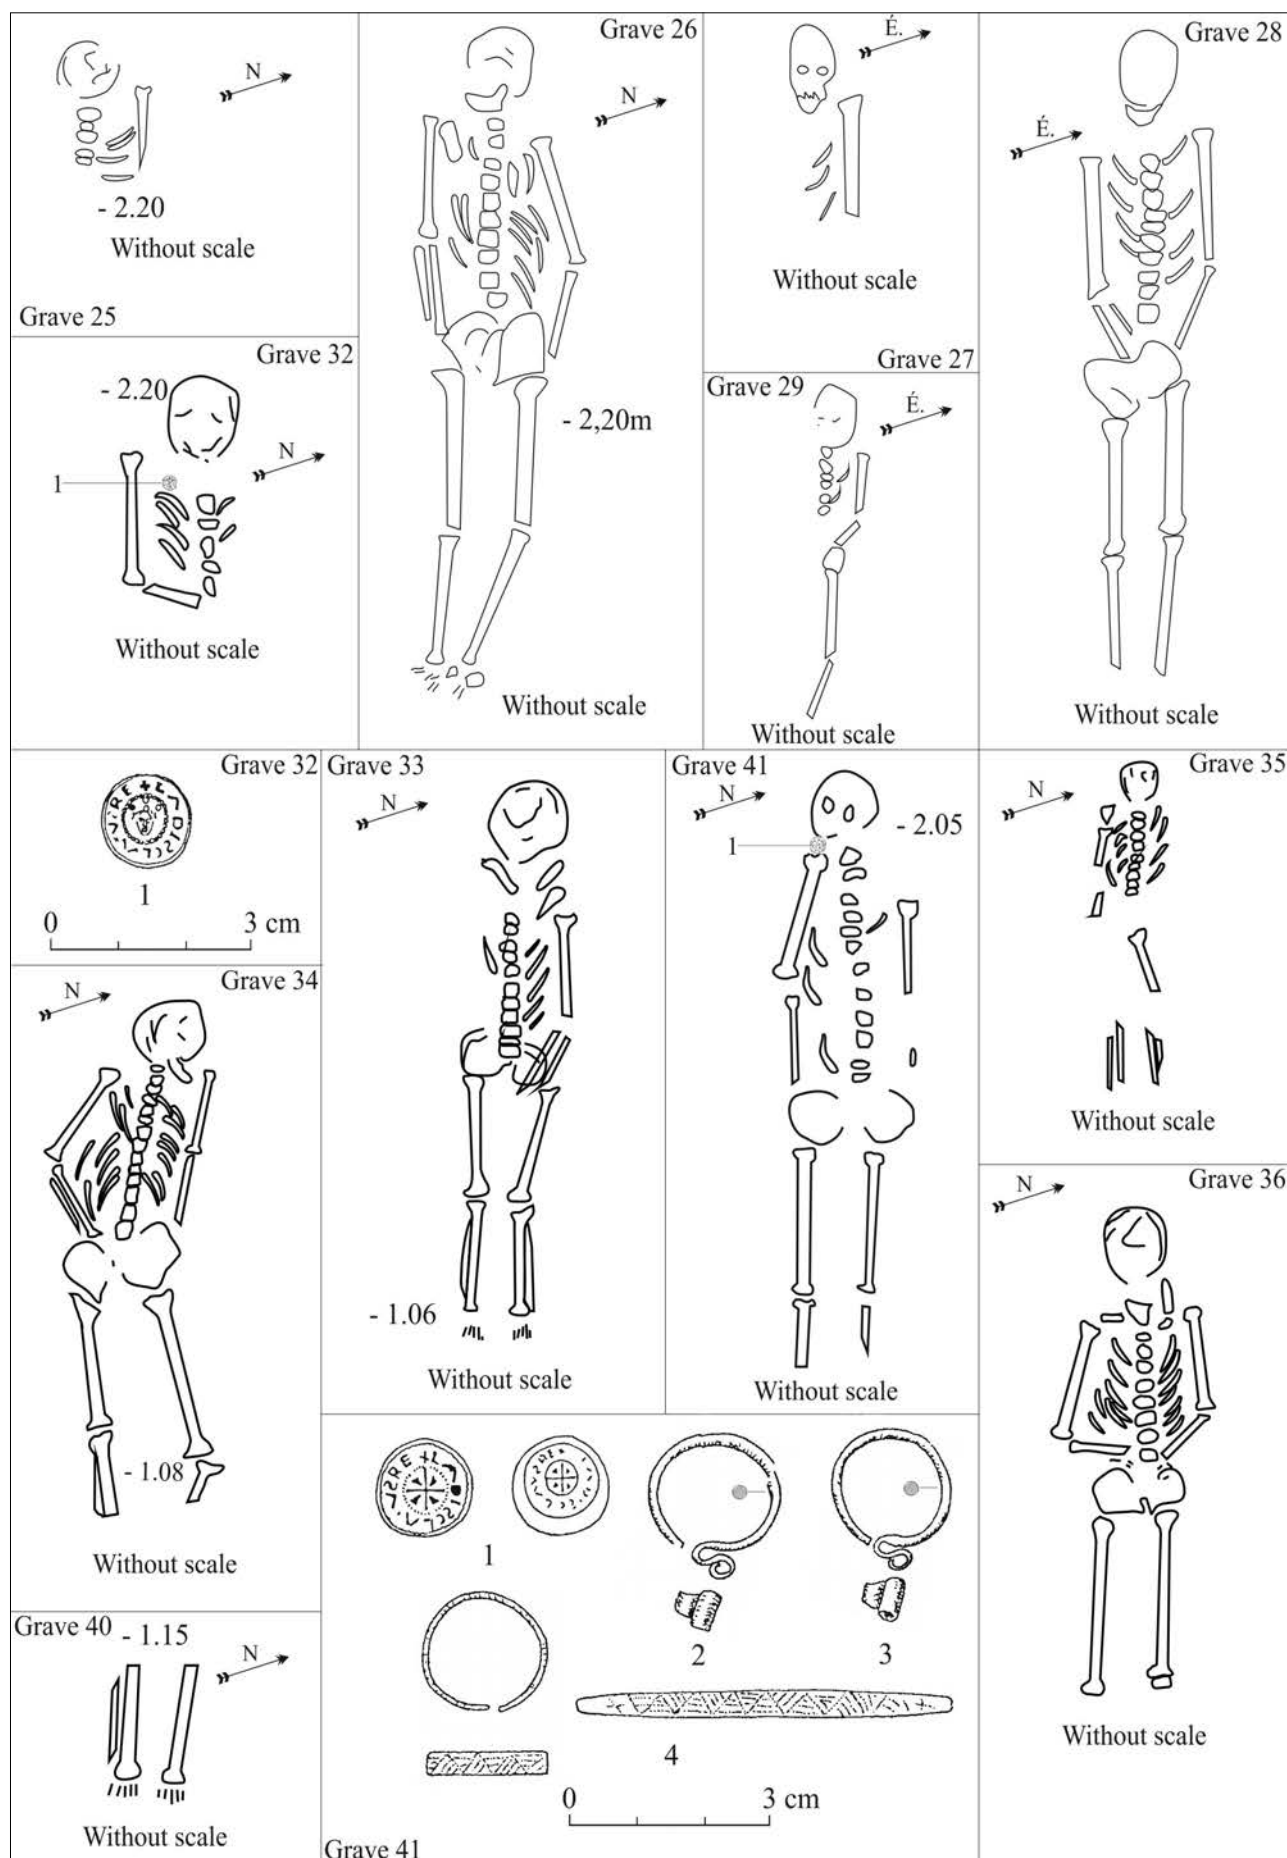 N
- 2.20
Without scale
Grave 25
Grave 26
N
- 2,20m
Without scale
É.
Without scale
Grave 27
Grave 28
É.
Without scale
Grave 32
- 2.20
N
1
Without scale
Grave 29
É.
Without scale
Grave 32
1
0 3 cm
Grave 33
N
- 1.06
Without scale
Grave 41
N
- 2.05
1
Without scale
Grave 35
N
Without scale
Grave 34
N
- 1.08
Without scale
Grave 36
N
Without scale
Grave 40
- 1.15
N
Without scale
1
2
3
4
0 3 cm
Grave 41